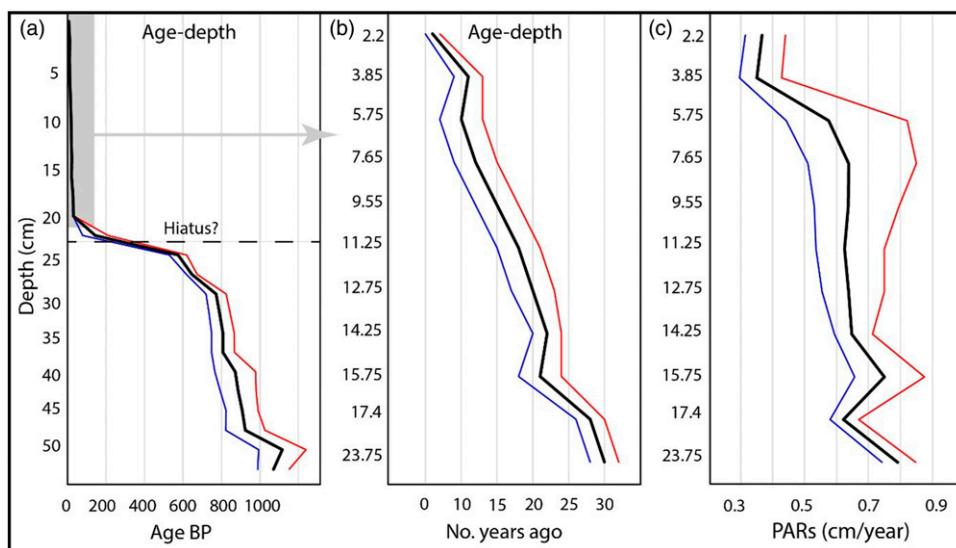 (a)
Age-depth
5
10
15
20
25
30
35
40
45
50
Depth (cm)
Hiatus?
0 200 400 600 800 1000
Age BP
(b)
Age-depth
2.2
3.85
5.75
7.65
9.55
11.25
12.75
14.25
15.75
17.4
23.75
0 5 10 15 20 25 30
No. years ago
(c)
2.2
3.85
5.75
7.65
9.55
11.25
12.75
14.25
15.75
17.4
23.75
0.3 0.5 0.7 0.9
PARs (cm/year)